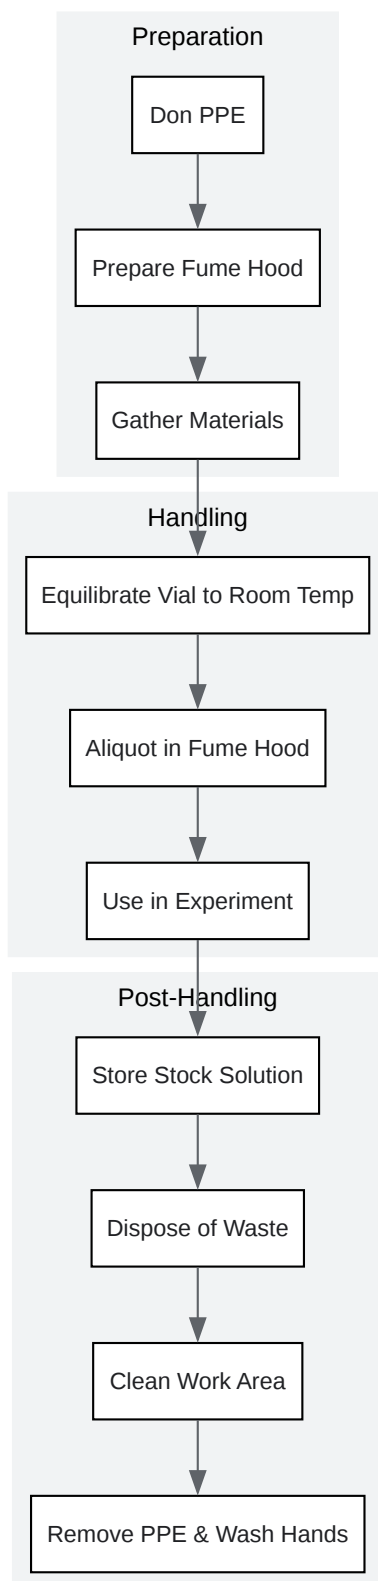 Preparation
Don PPE
Prepare Fume Hood
Gather Materials
Handling
Equilibrate Vial to Room Temp
Aliquot in Fume Hood
Use in Experiment
Post-Handling
Store Stock Solution
Dispose of Waste
Clean Work Area
Remove PPE & Wash Hands